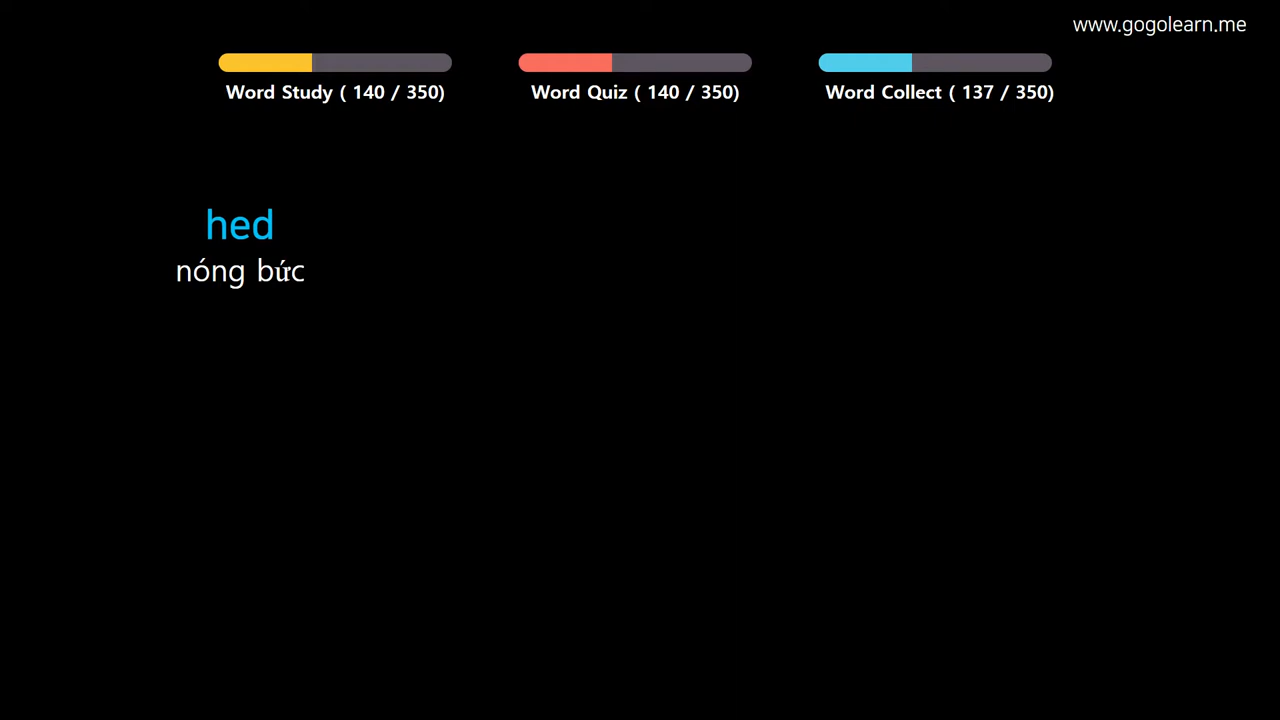 www.gogolearn.me
Word Study ( 140 / 350)
Word Quiz ( 140 / 350)
Word Collect ( 137 / 350)
hed
nóng bức